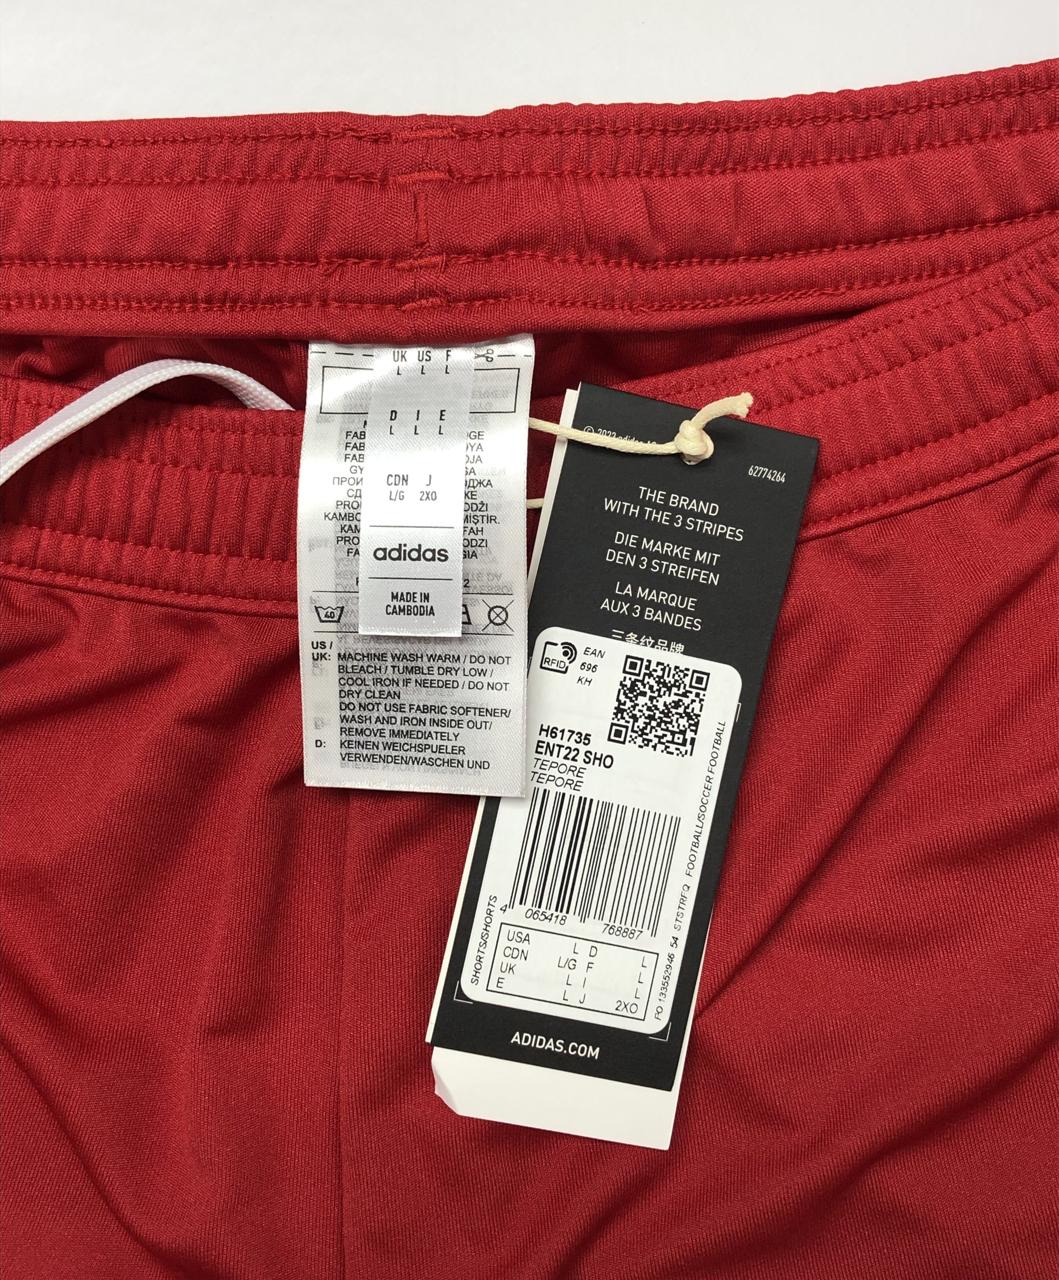 UK US F
L L L
D I E
L L L
CDN J
L/G 2XO
adidas
MADE IN
CAMBODIA
40
US /
UK: MACHINE WASH WARM / DO NOT
BLEACH / TUMBLE DRY LOW /
COOL IRON IF NEEDED / DO NOT
DRY CLEAN
DO NOT USE FABRIC SOFTENER/
WASH AND IRON INSIDE OUT/
REMOVE IMMEDIATELY
D: KEINEN WEICHSPUELER
VERWENDEN/WASCHEN UND
62774264
THE BRAND
WITH THE 3 STRIPES
DIE MARKE MIT
DEN 3 STREIFEN
LA MARQUE
AUX 3 BANDES
三条纹品牌
RFID
EAN
696
KH
H61735
ENT22 SHO
TEPORE
TEPORE
4 065418 768887
SHORTS/SHORTS
PO 133552946 54 STSTRFQ FOOTBALL/SOCCER FOOTBALL
USA L D L
CDN L/G F L
UK L I L
E L J 2XO
ADIDAS.COM